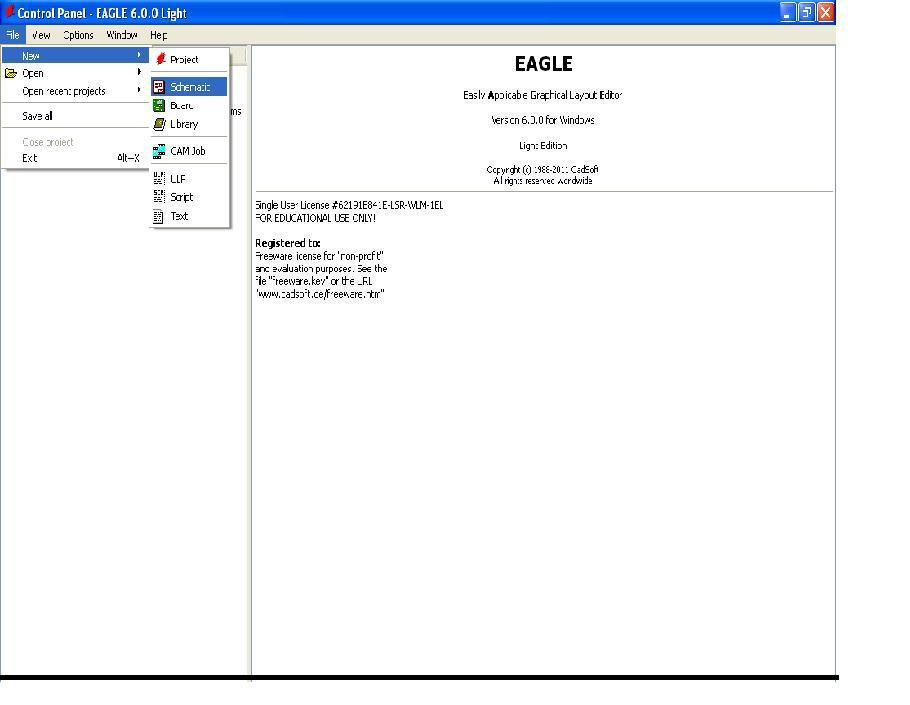 Control Panel - EAGLE 6.0.0 Light
File View Options Window Help
New
Open
Open recent projects
Save all
Close project
Exit Alt+X
Project
Schematic
Board
Library
CAM Job
ULP
Script
Text
ms
EAGLE
Easily Applicable Graphical Layout Editor
Version 6.0.0 for Windows
Light Edition
Copyright (c) 1988-2011 CadSoft
All rights reserved worldwide
Single User License #62191E841E-LSR-WLM-1EL
FOR EDUCATIONAL USE ONLY!
Registered to:
Freeware license for "non-profit"
and evaluation purposes. See the
file "freeware.key" or the URL
"www.cadsoft.de/freeware.htm"